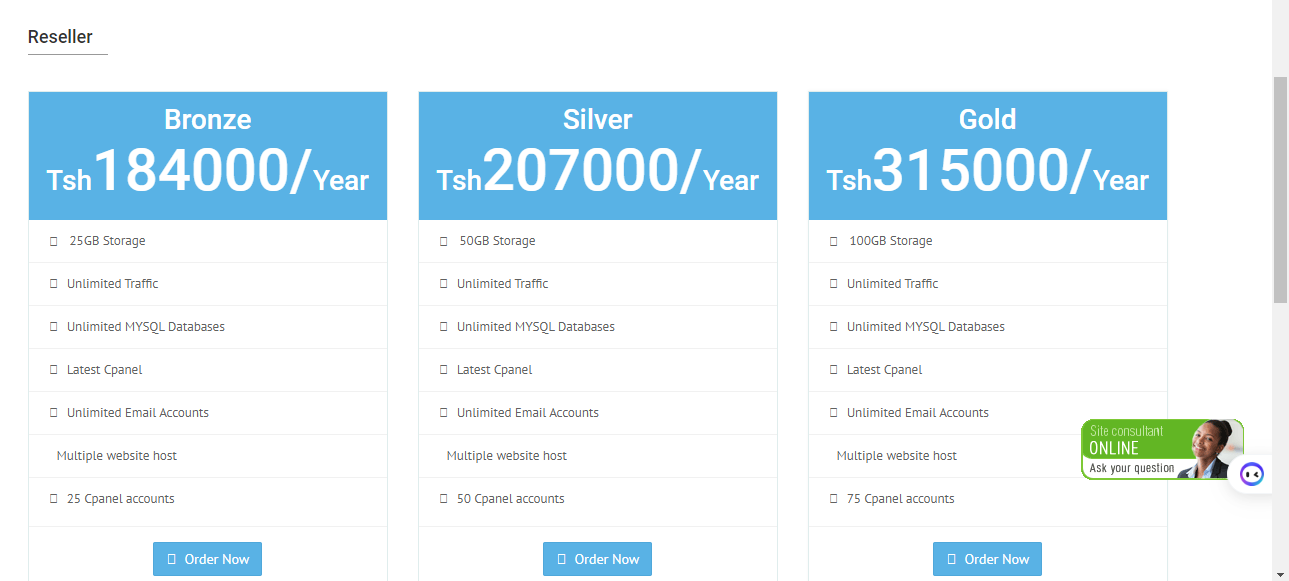 Reseller
Bronze
Tsh184000/Year
25GB Storage
Unlimited Traffic
Unlimited MYSQL Databases
Latest Cpanel
Unlimited Email Accounts
Multiple website host
25 Cpanel accounts
Order Now
Silver
Tsh207000/Year
50GB Storage
Unlimited Traffic
Unlimited MYSQL Databases
Latest Cpanel
Unlimited Email Accounts
Multiple website host
50 Cpanel accounts
Order Now
Gold
Tsh315000/Year
100GB Storage
Unlimited Traffic
Unlimited MYSQL Databases
Latest Cpanel
Unlimited Email Accounts
Multiple website host
75 Cpanel accounts
Order Now
Site consultant
ONLINE
Ask your question